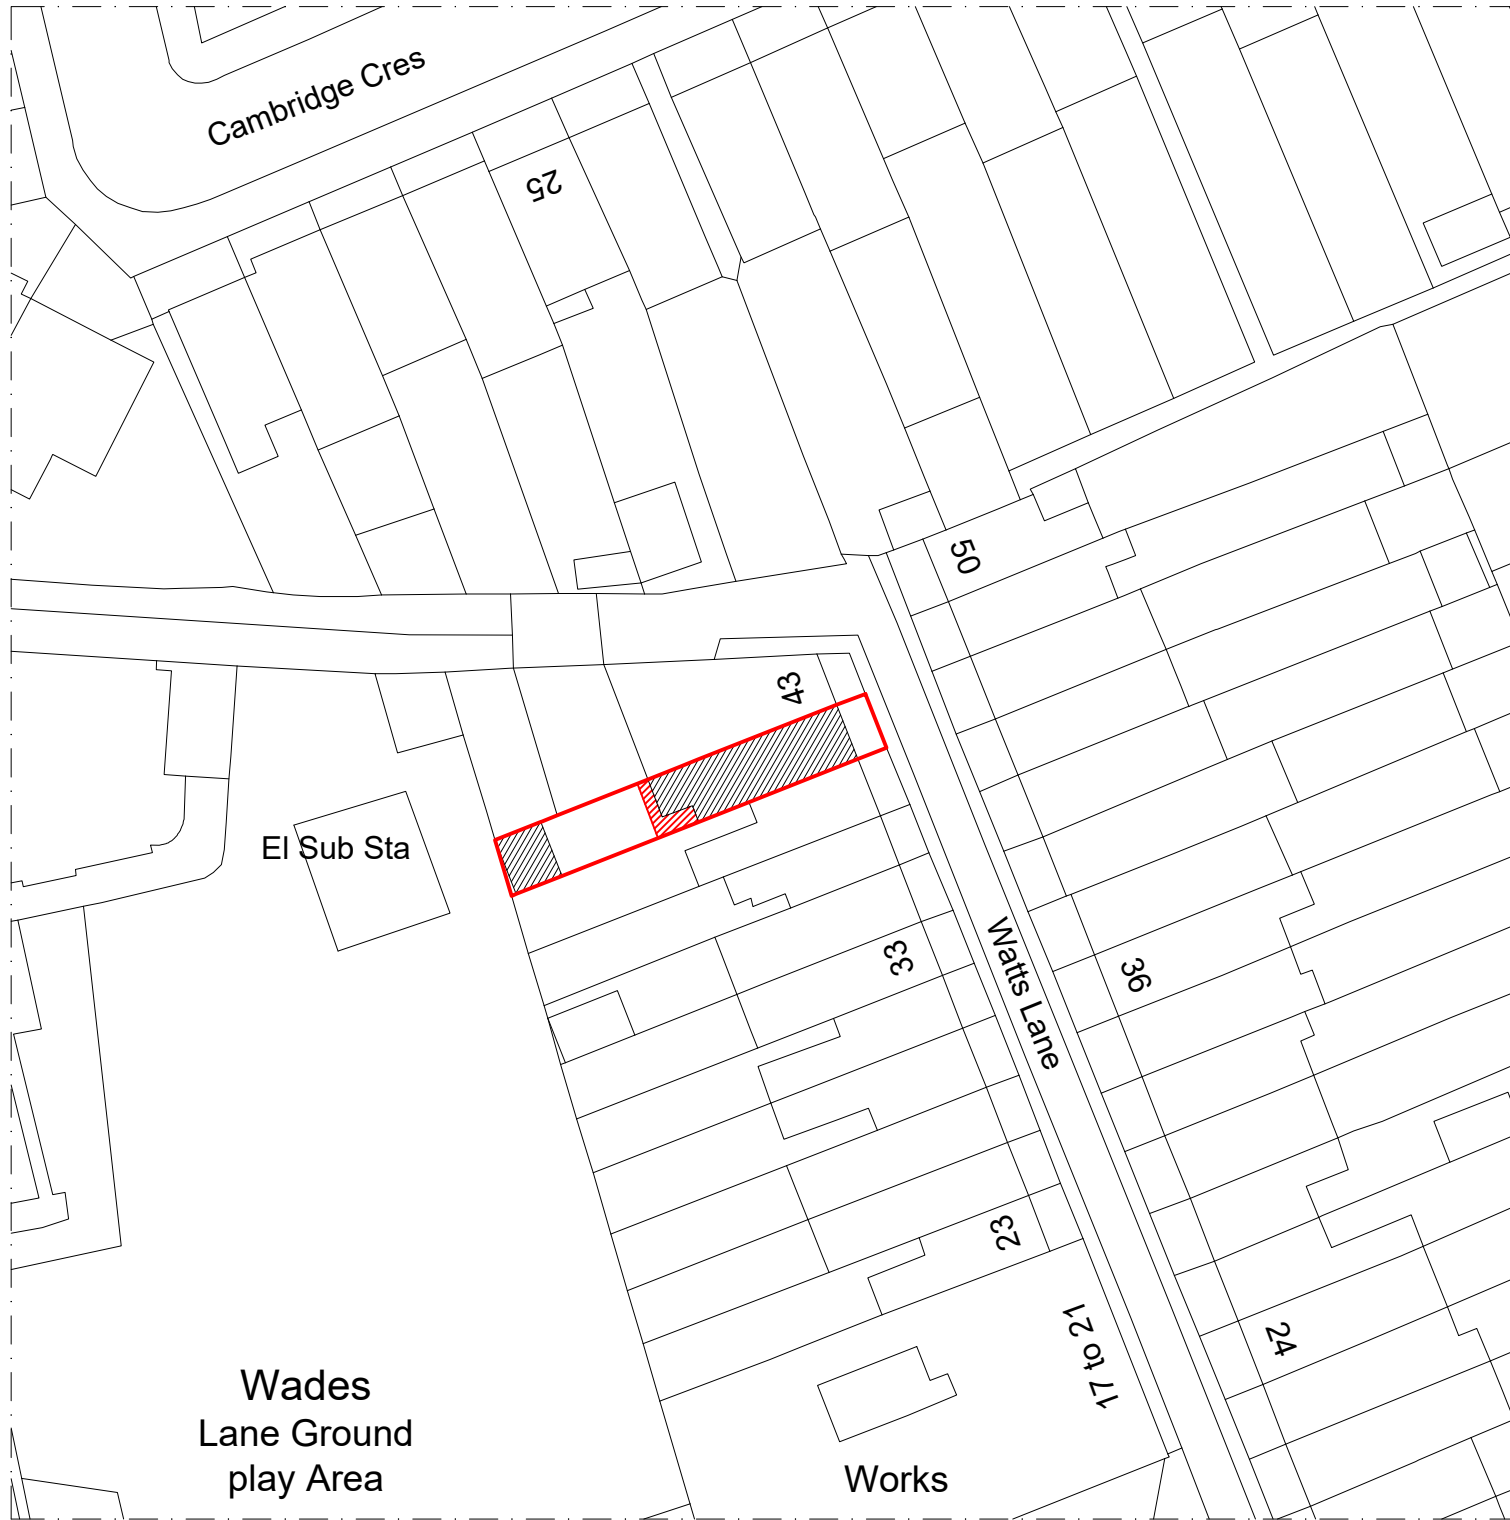 Cambridge Cres
25
50
43
El Sub Sta
33
Watts Lane
36
23
17 to 21
24
Wades
Lane Ground
play Area
Works